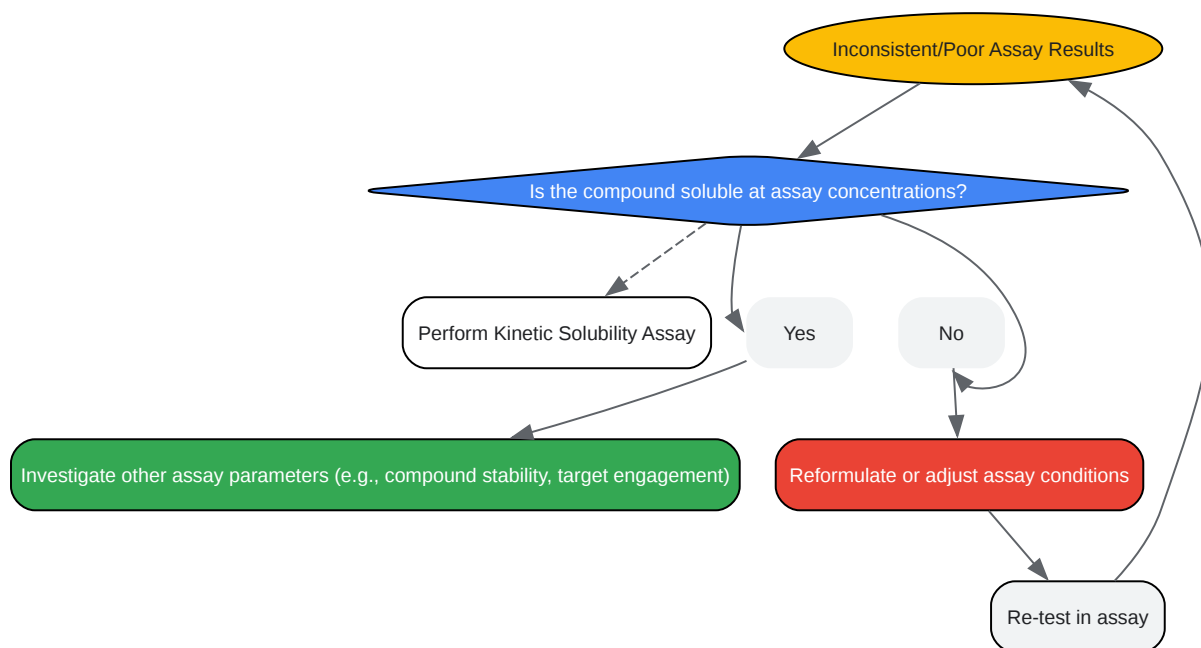 Inconsistent/Poor Assay Results
Is the compound soluble at assay concentrations?
Perform Kinetic Solubility Assay
Yes
No
Investigate other assay parameters (e.g., compound stability, target engagement)
Reformulate or adjust assay conditions
Re-test in assay